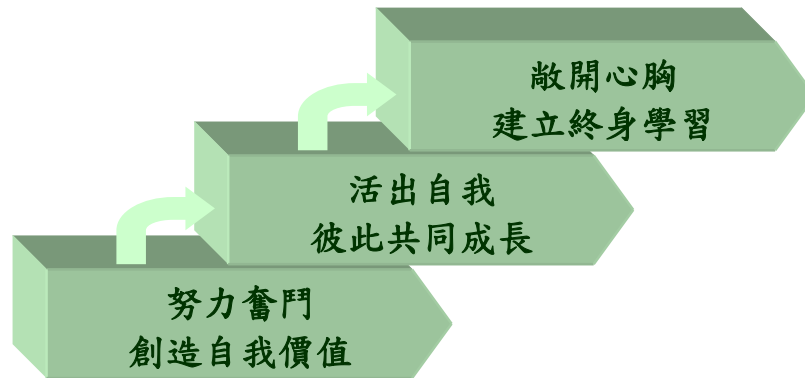 敞開心胸
建立終身學習
活出自我
彼此共同成長
努力奮鬥
創造自我價值